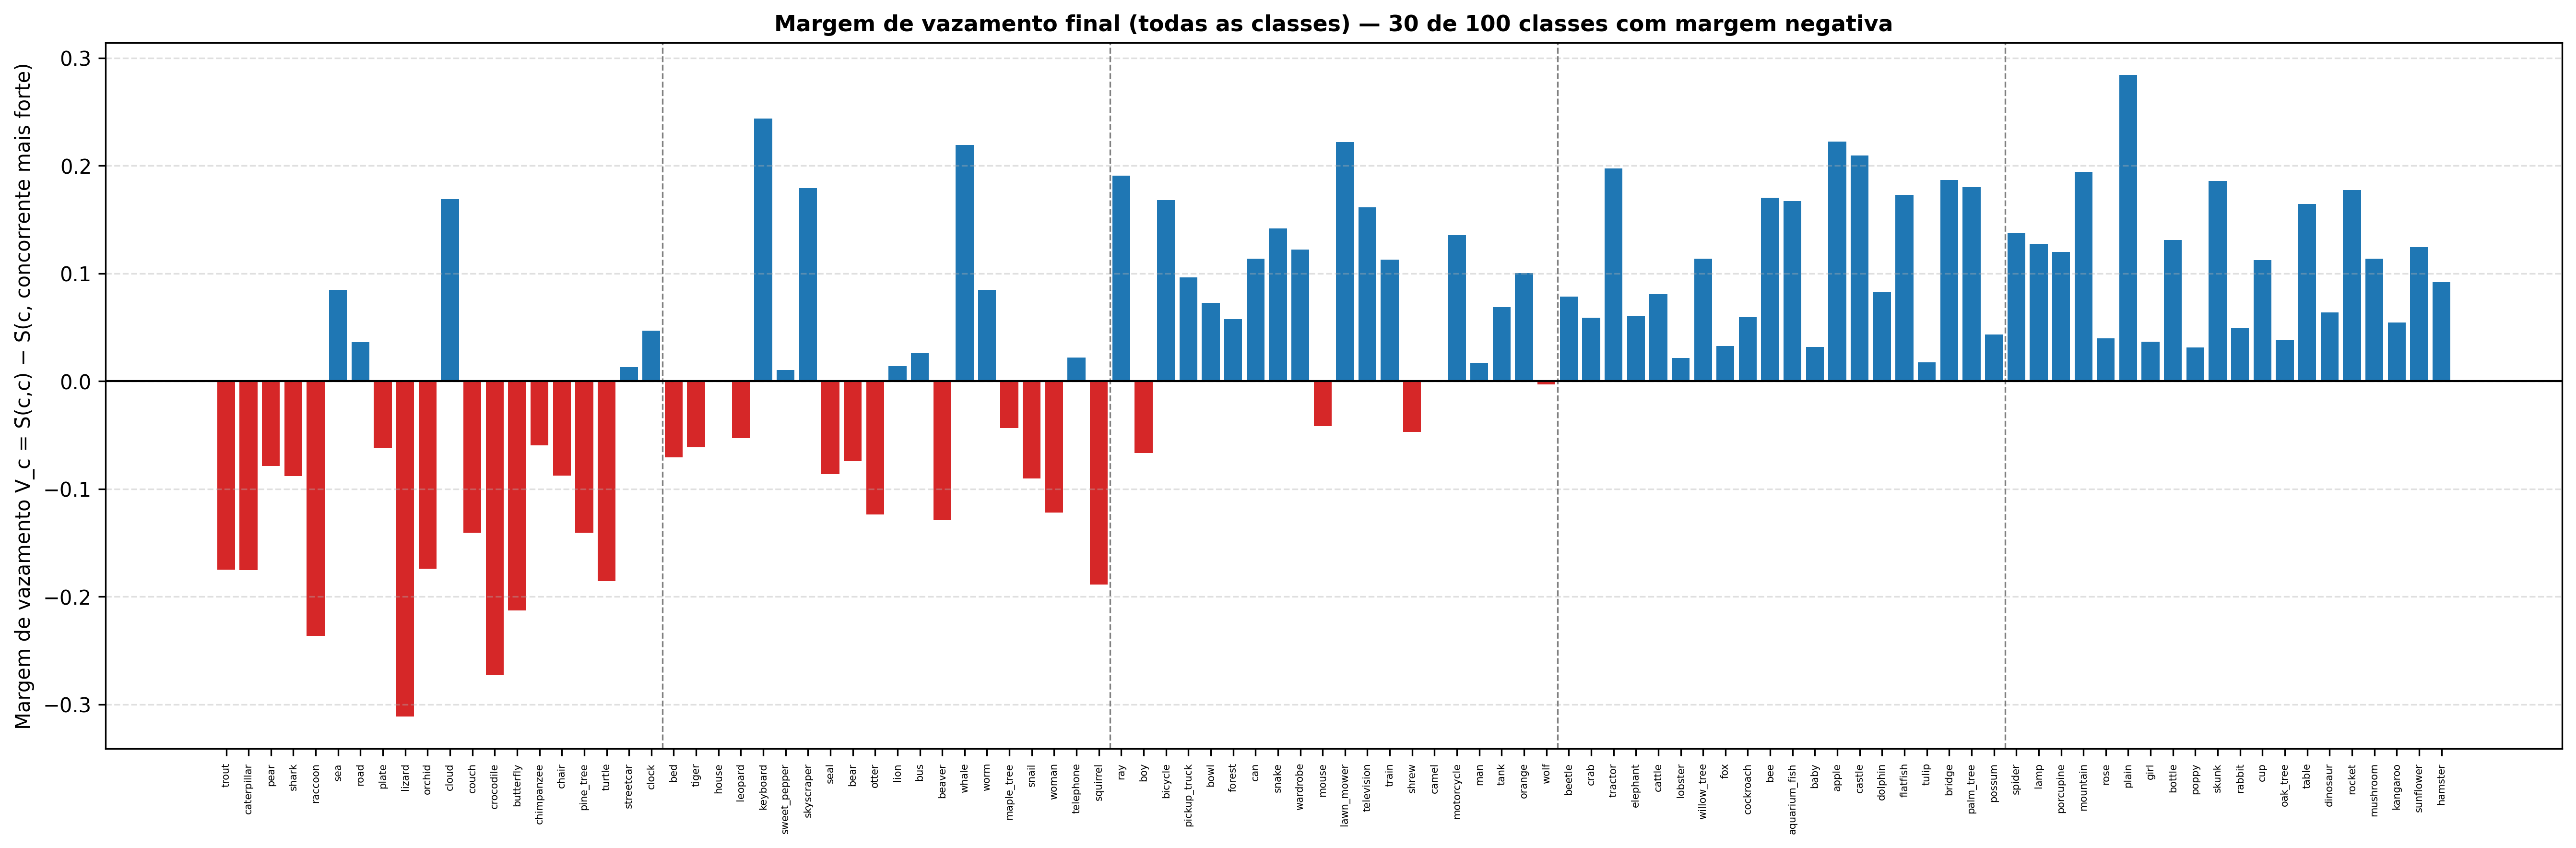 Margem de vazamento final (todas as classes) — 30 de 100 classes com margem negativa
Margem de vazamento V_c = S(c,c) − S(c, concorrente mais forte)
0.3
0.2
0.1
0.0
−0.1
−0.2
−0.3
trout
caterpillar
pear
shark
raccoon
sea
road
plate
lizard
orchid
cloud
couch
crocodile
butterfly
chimpanzee
chair
pine_tree
turtle
streetcar
clock
bed
tiger
house
leopard
keyboard
sweet_pepper
skyscraper
seal
bear
otter
lion
bus
beaver
whale
worm
maple_tree
snail
woman
telephone
squirrel
ray
boy
bicycle
pickup_truck
bowl
forest
can
snake
wardrobe
mouse
lawn_mower
television
train
shrew
camel
motorcycle
man
tank
orange
wolf
beetle
crab
tractor
elephant
cattle
lobster
willow_tree
fox
cockroach
bee
aquarium_fish
baby
apple
castle
dolphin
flatfish
tulip
bridge
palm_tree
possum
spider
lamp
porcupine
mountain
rose
plain
girl
bottle
poppy
skunk
rabbit
cup
oak_tree
table
dinosaur
rocket
mushroom
kangaroo
sunflower
hamster